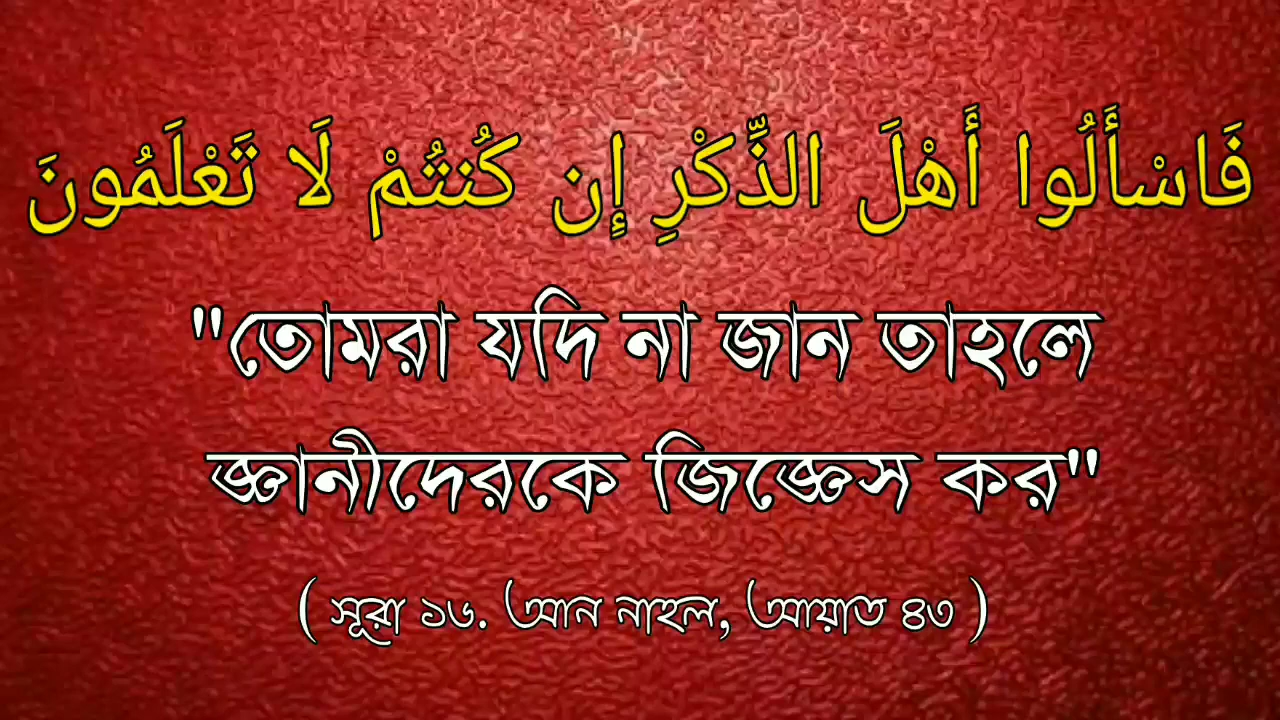 فَاسْأَلُوا أَهْلَ الذِّكْرِ إِن كُنتُمْ لَا تَعْلَمُونَ
"তোমরা যদি না জান তাহলে
জ্ঞানীদেরকে জিজ্ঞেস কর"
( সূরা ১৬. আন নাহল, আয়াত ৪৩ )